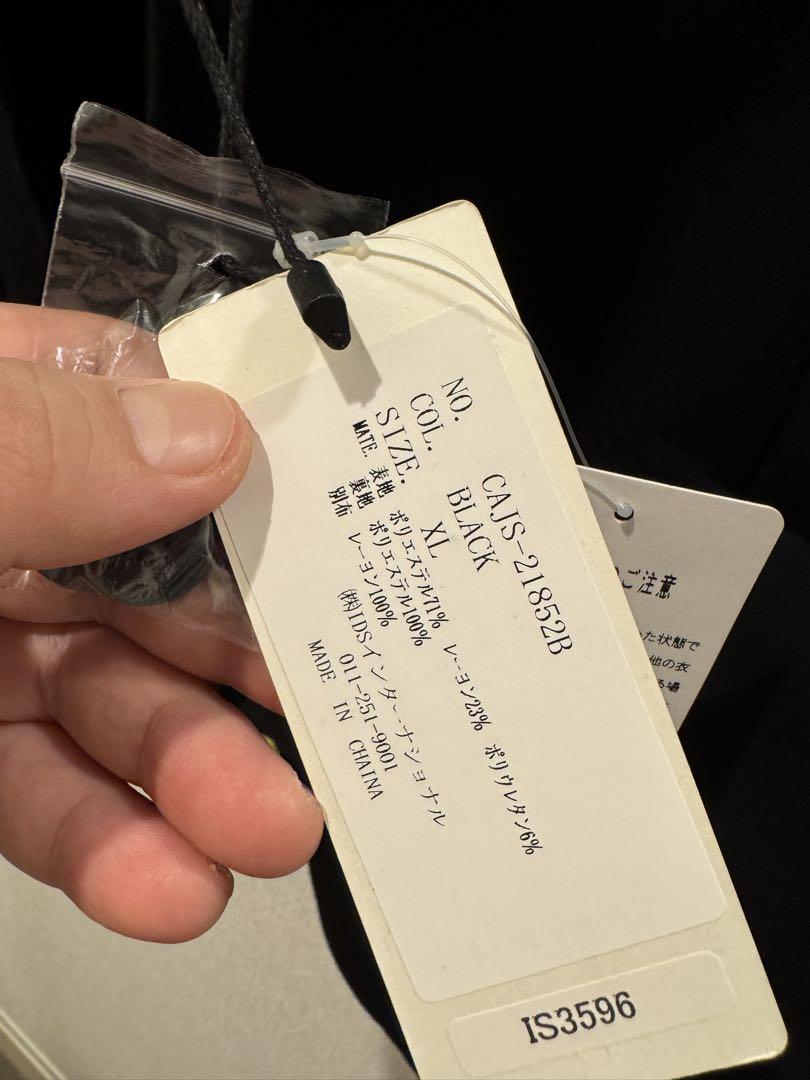 NO. CAJS-21852B
COL. BLACK
SIZE. XL
MATE. 表地 ポリエステル71% レーヨン23% ポリウレタン6%
裏地 ポリエステル100%
別布 レーヨン100%
㈱IDSインターナショナル
011-251-9001
MADE IN CHAINA
IS3596
ご注意
た状態で
他の衣
る場